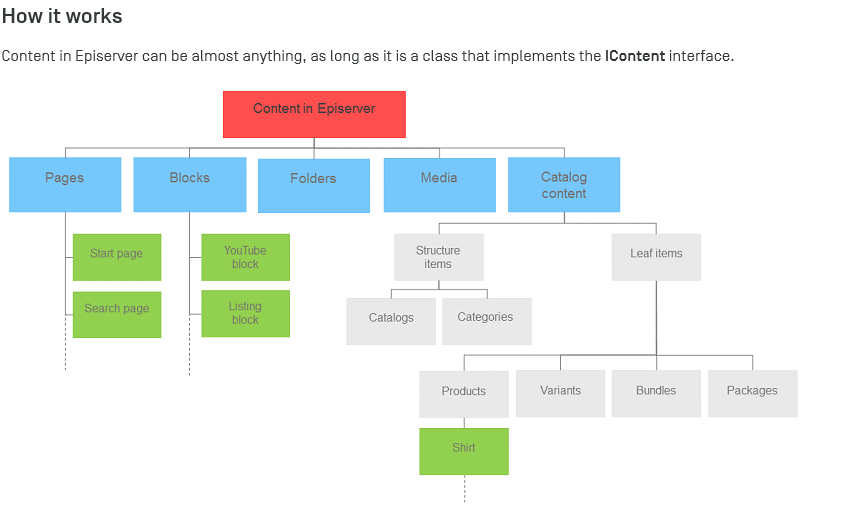 How it works
Content in Episerver can be almost anything, as long as it is a class that implements the IContent interface.
Content in Episerver
Pages
Blocks
Folders
Media
Catalog
content
Start page
YouTube
block
Structure
items
Leaf items
Search page
Listing
block
Catalogs
Categories
Products
Variants
Bundles
Packages
Shirt